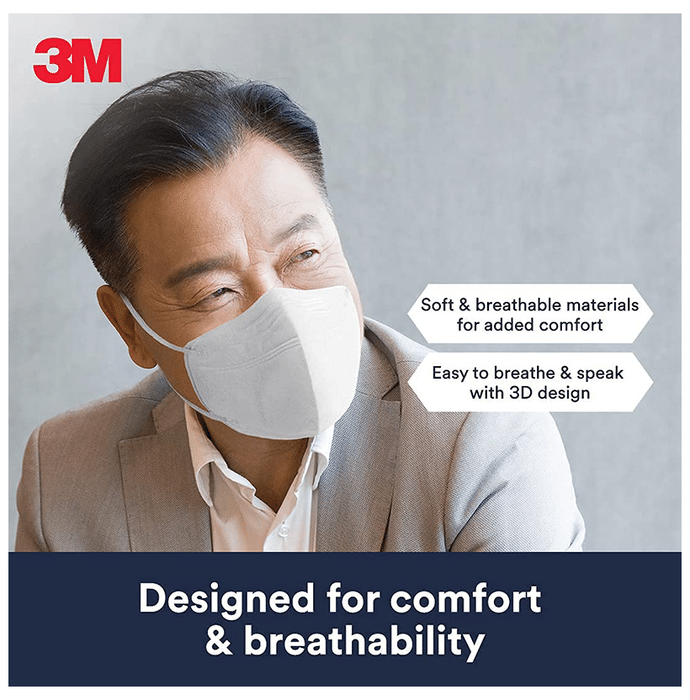 3M
Soft & breathable materials
for added comfort
Easy to breathe & speak
with 3D design
Designed for comfort
& breathability